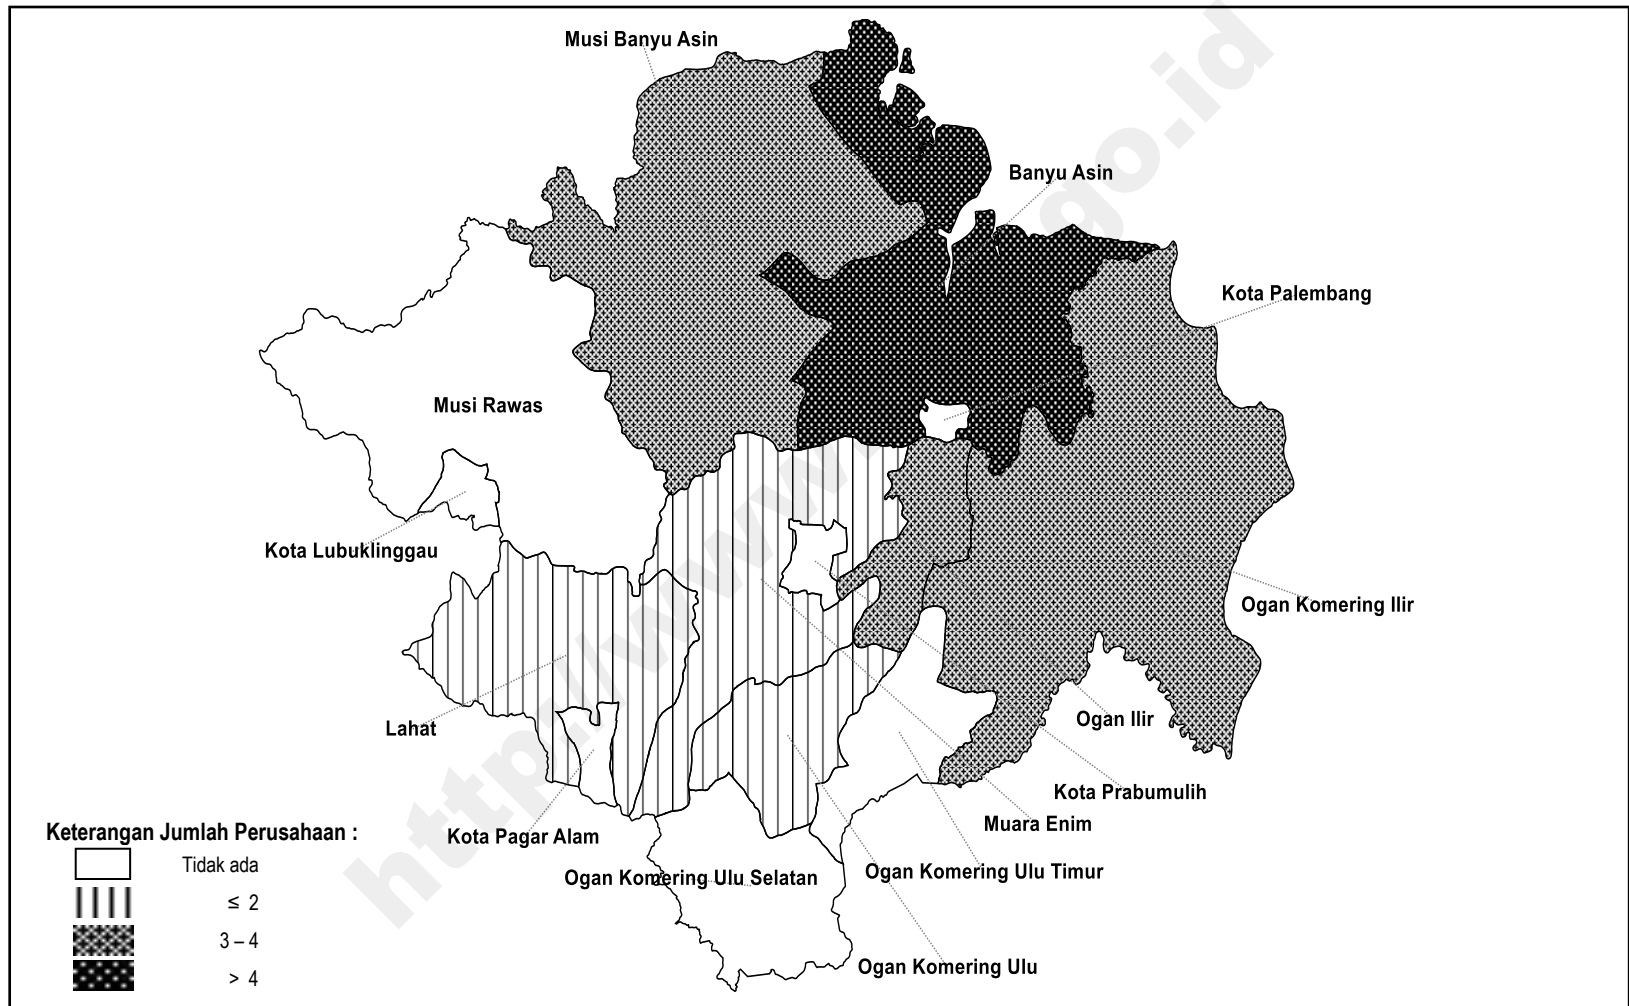 Musi Banyu Asin
Banyu Asin
Kota Palembang
Musi Rawas
Kota Lubuklinggau
Ogan Komering Ilir
Lahat
Ogan Ilir
Kota Prabumulih
Muara Enim
Kota Pagar Alam
Ogan Komering Ulu Timur
Ogan Komering Ulu Selatan
Ogan Komering Ulu
Keterangan Jumlah Perusahaan :
Tidak ada
≤ 2
3 – 4
> 4